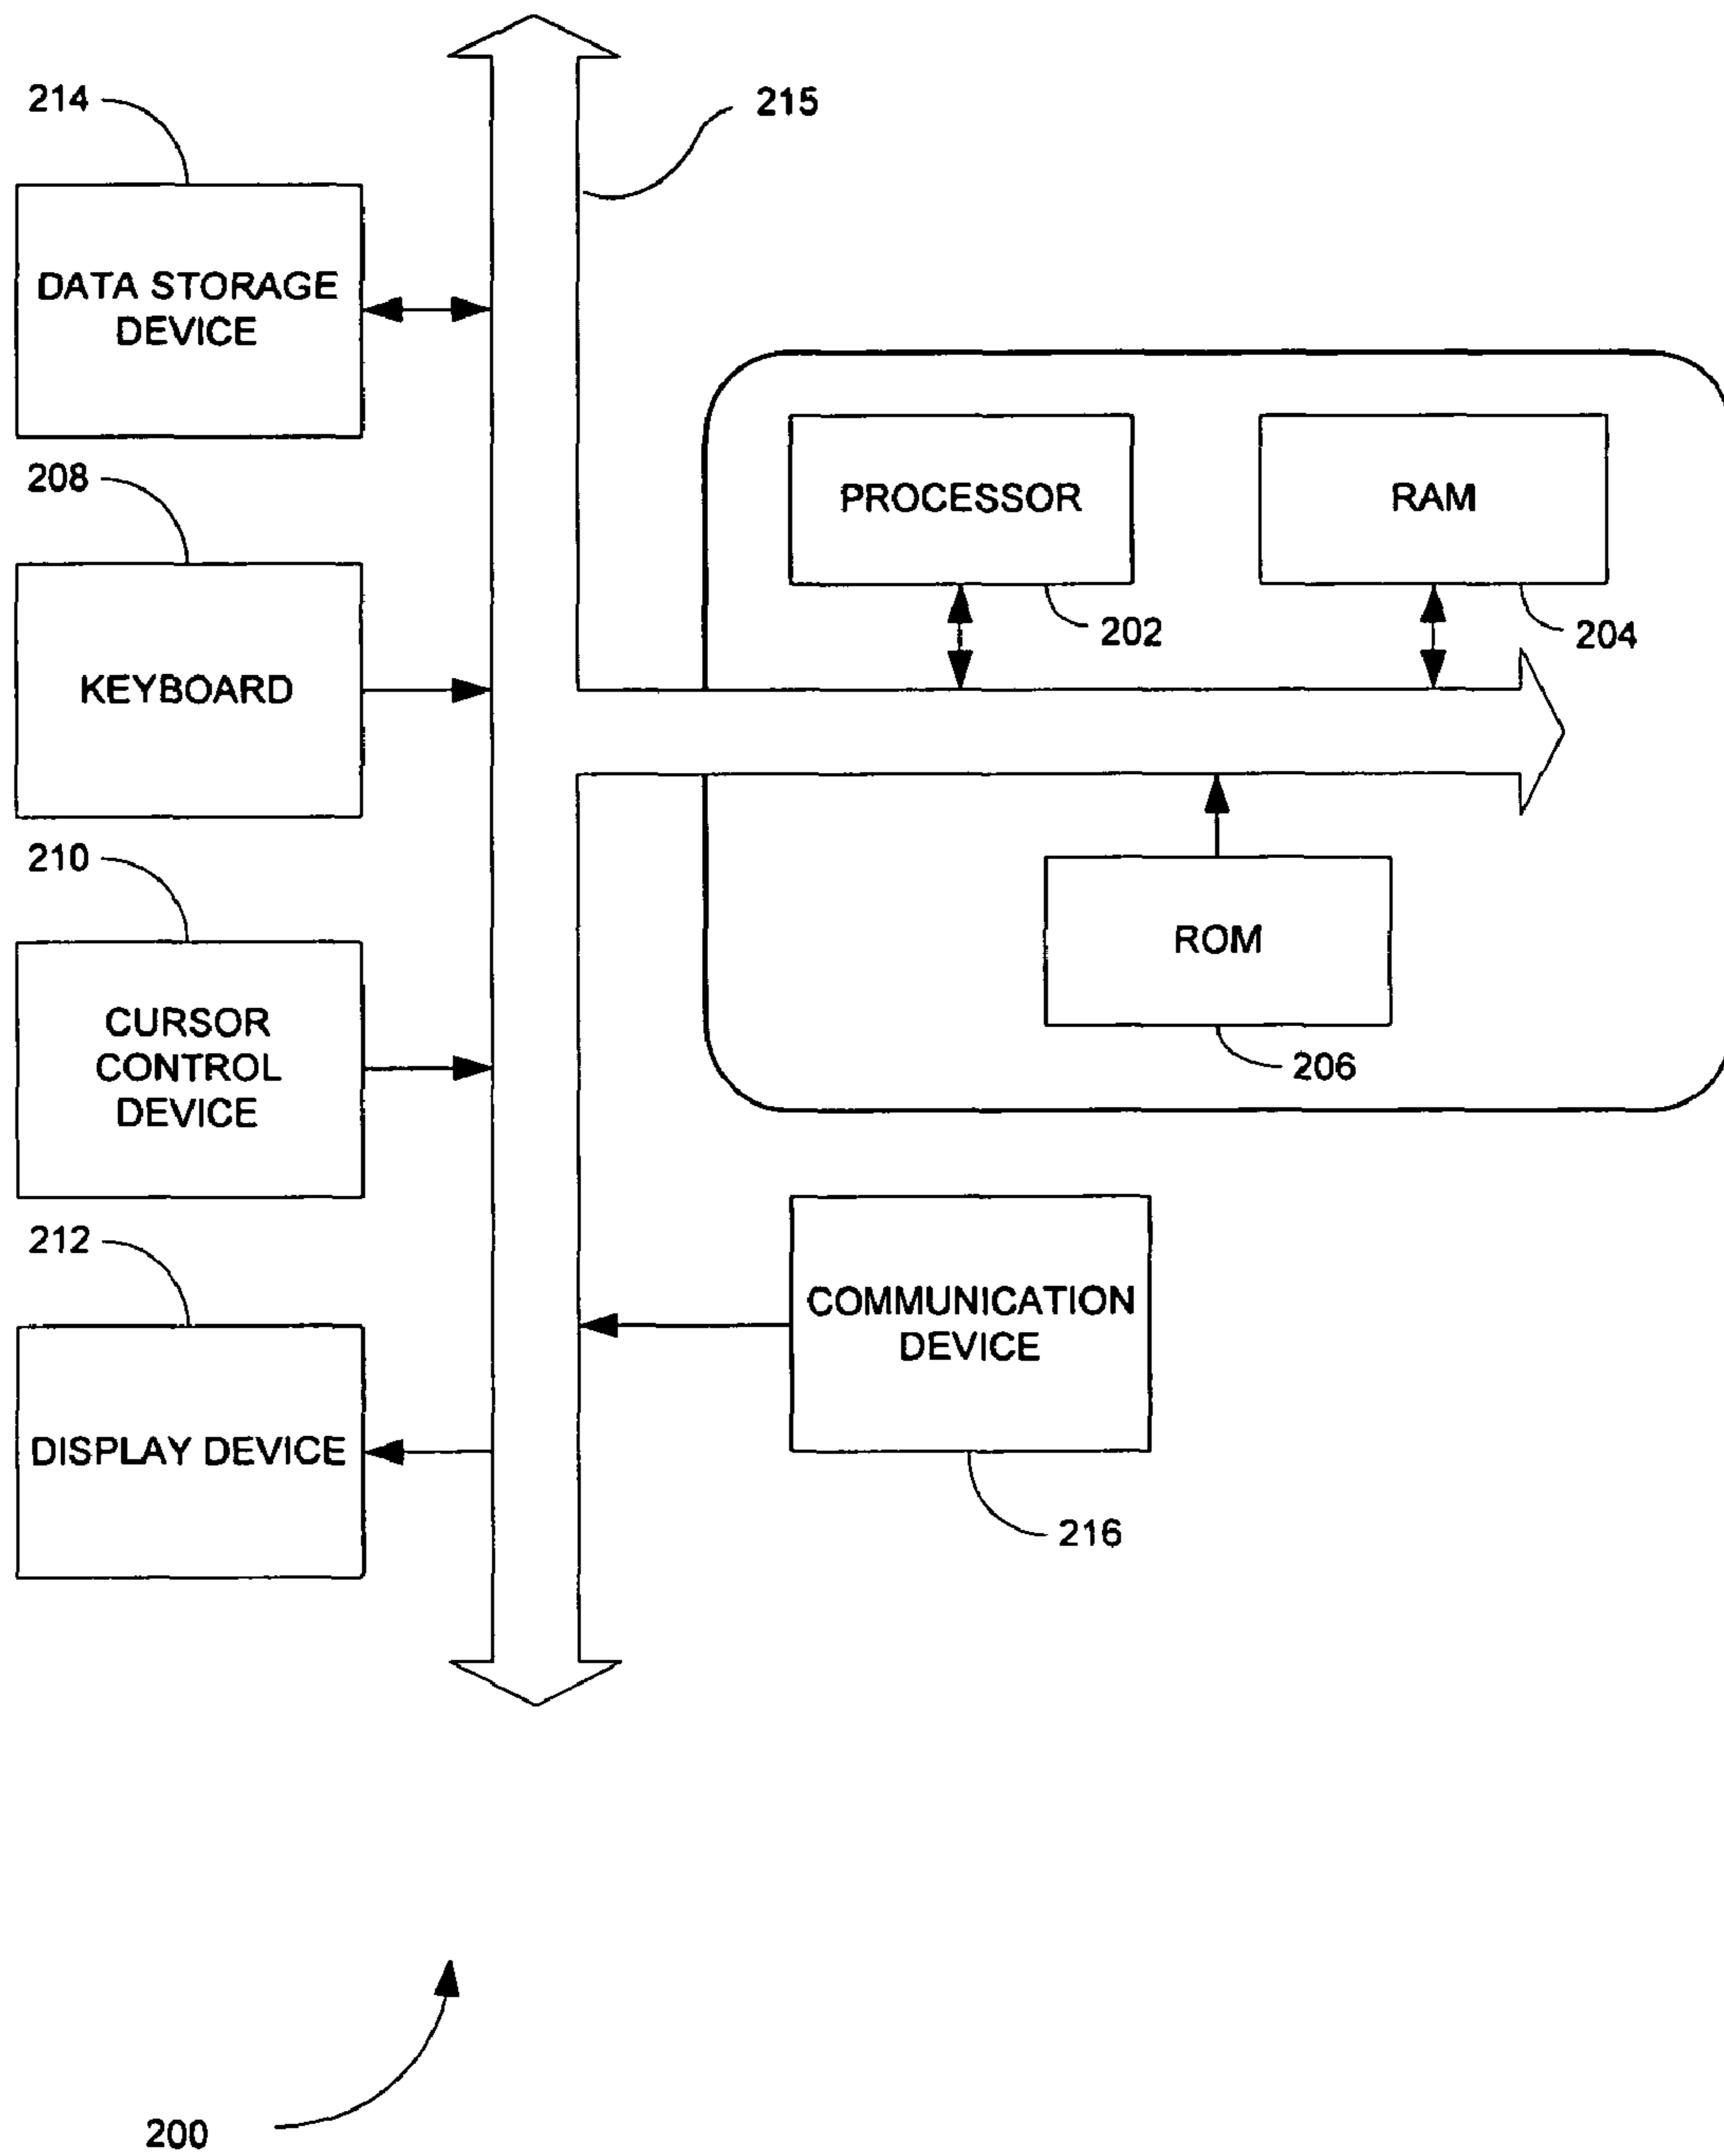 214
215
DATA STORAGE
DEVICE
208
PROCESSOR
RAM
202
204
KEYBOARD
210
ROM
CURSOR
CONTROL
DEVICE
206
212
COMMUNICATION
DEVICE
DISPLAY DEVICE
216
200